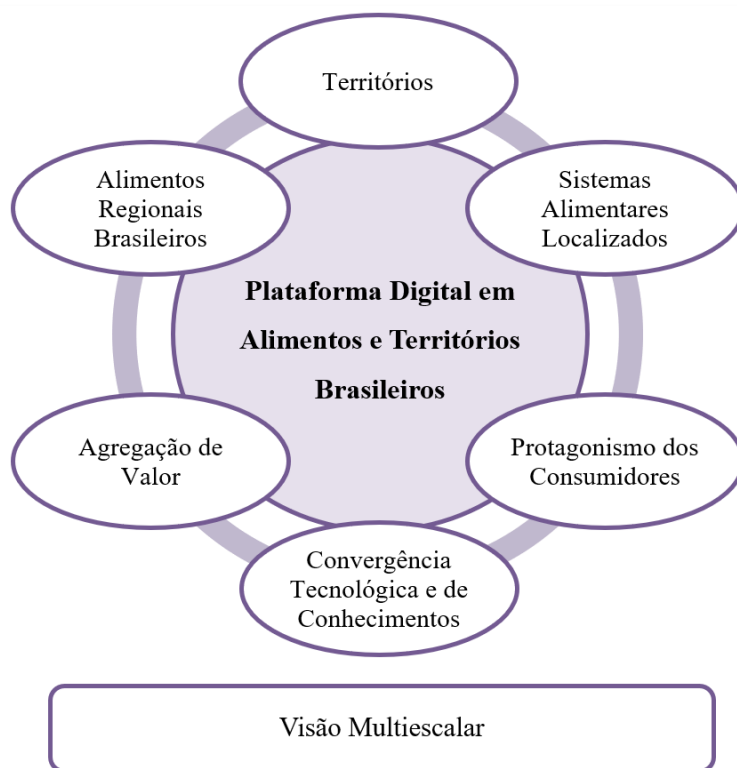 Territórios
Alimentos
Regionais
Brasileiros
Sistemas
Alimentares
Localizados
Plataforma Digital em
Alimentos e Territórios
Brasileiros
Agregação de
Valor
Protagonismo dos
Consumidores
Convergência
Tecnológica e de
Conhecimentos
Visão Multiescalar